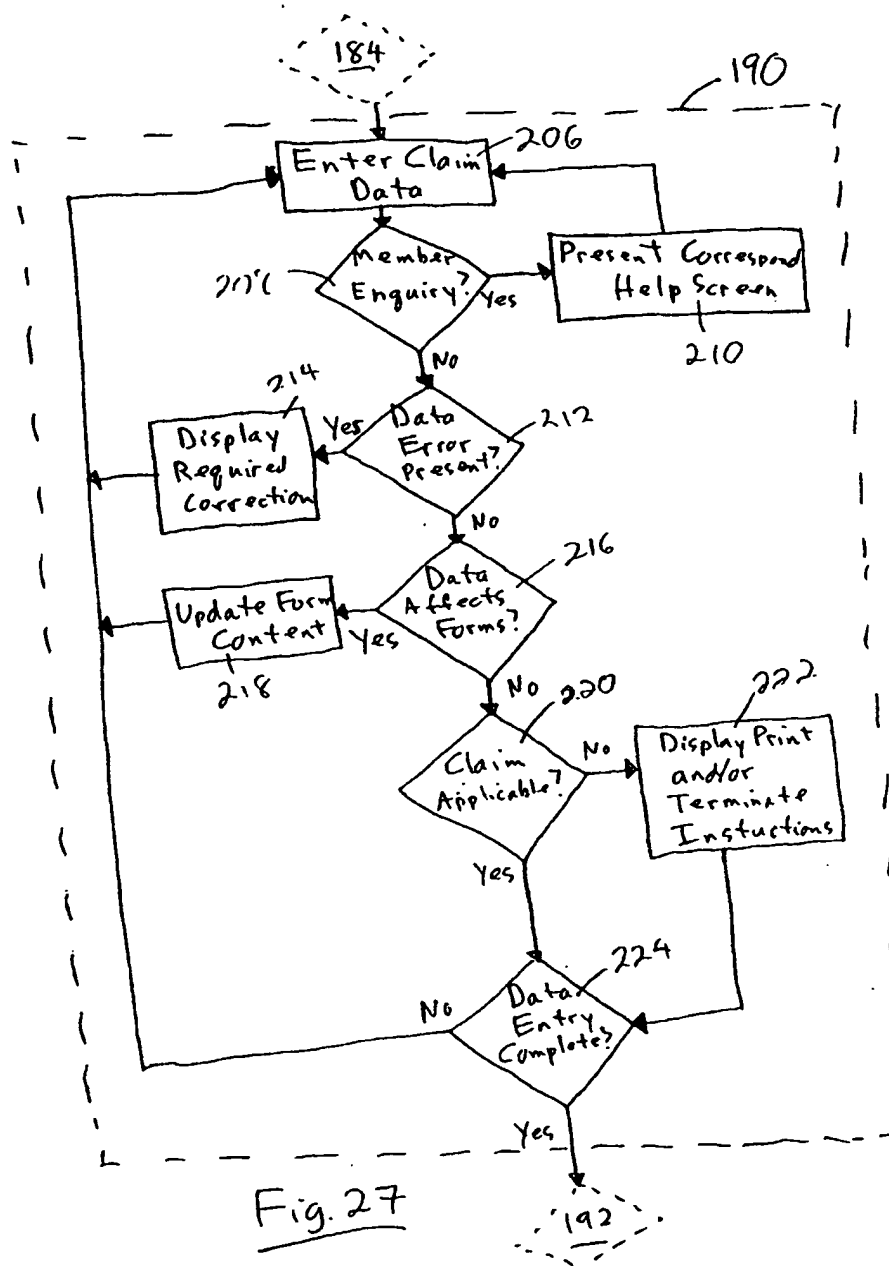 184
190
206
Enter Claim
Data
Member
Enquiry?
Yes
Present Correspond
Help Screen
210
No
214
Display
Required
Correction
Yes
Data
Error
Present?
212
No
Update Form
Content
218
Yes
Data
Affects
Forms?
216
No
220
Claim
Applicable?
No
222
Display Print
and/or
Terminate
Instuctions
Yes
224
Data
Entry
Complete?
No
Yes
Fig. 27
192